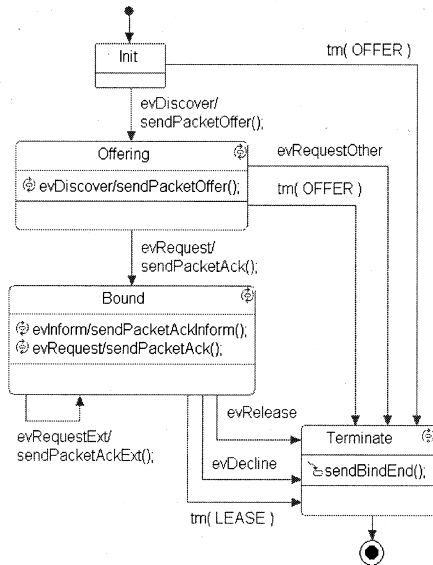 Init
tm( OFFER )
evDiscover/
sendPacketOffer();
Offering
evDiscover/sendPacketOffer();
evRequestOther
tm( OFFER )
evRequest/
sendPacketAck();
Bound
evInform/sendPacketAckInform();
evRequest/sendPacketAck();
evRequestExt/
sendPacketAckExt();
evRelease
evDecline
tm( LEASE )
Terminate
sendBindEnd();